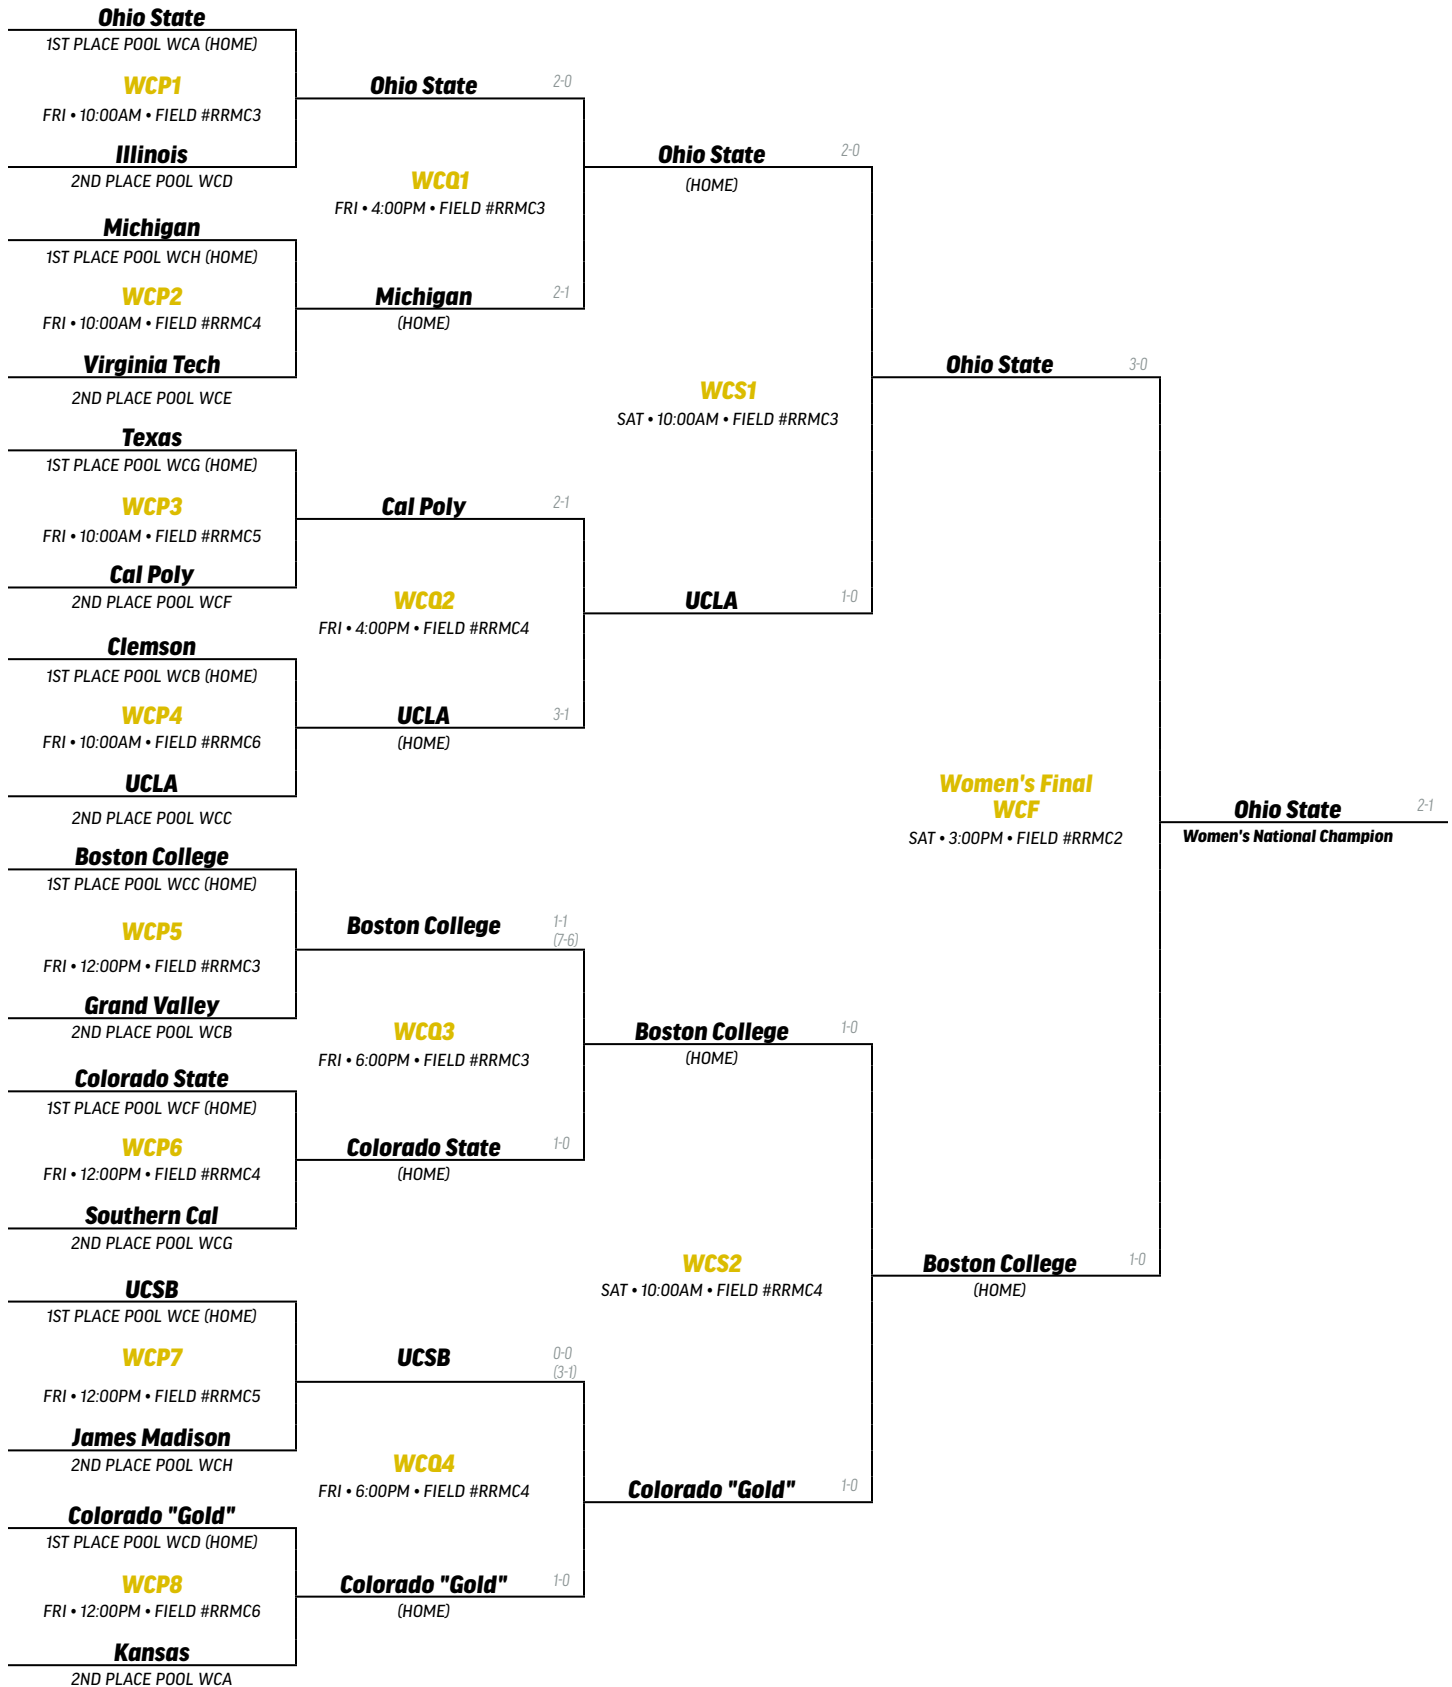 Ohio State
1ST PLACE POOL WCA (HOME)
WCP1
FRI • 10:00AM • FIELD #RRMC3
Illinois
2ND PLACE POOL WCD
Michigan
1ST PLACE POOL WCH (HOME)
WCP2
FRI • 10:00AM • FIELD #RRMC4
Virginia Tech
2ND PLACE POOL WCE
Texas
1ST PLACE POOL WCG (HOME)
WCP3
FRI • 10:00AM • FIELD #RRMC5
Cal Poly
2ND PLACE POOL WCF
Clemson
1ST PLACE POOL WCB (HOME)
WCP4
FRI • 10:00AM • FIELD #RRMC6
UCLA
2ND PLACE POOL WCC
Boston College
1ST PLACE POOL WCC (HOME)
WCP5
FRI • 12:00PM • FIELD #RRMC3
Grand Valley
2ND PLACE POOL WCB
Colorado State
1ST PLACE POOL WCF (HOME)
WCP6
FRI • 12:00PM • FIELD #RRMC4
Southern Cal
2ND PLACE POOL WCG
UCSB
1ST PLACE POOL WCE (HOME)
WCP7
FRI • 12:00PM • FIELD #RRMC5
James Madison
2ND PLACE POOL WCH
Colorado "Gold"
1ST PLACE POOL WCD (HOME)
WCP8
FRI • 12:00PM • FIELD #RRMC6
Kansas
2ND PLACE POOL WCA
Ohio State 2-0
WCQ1
FRI • 4:00PM • FIELD #RRMC3
Michigan 2-1
(HOME)
Cal Poly 2-1
WCQ2
FRI • 4:00PM • FIELD #RRMC4
UCLA 3-1
(HOME)
Boston College 1-1
(7-6)
WCQ3
FRI • 6:00PM • FIELD #RRMC3
Colorado State 1-0
(HOME)
UCSB 0-0
(3-1)
WCQ4
FRI • 6:00PM • FIELD #RRMC4
Colorado "Gold" 1-0
(HOME)
Ohio State 2-0
(HOME)
WCS1
SAT • 10:00AM • FIELD #RRMC3
UCLA 1-0
Boston College 1-0
(HOME)
WCS2
SAT • 10:00AM • FIELD #RRMC4
Colorado "Gold" 1-0
Ohio State 3-0
Women's Final
WCF
SAT • 3:00PM • FIELD #RRMC2
Boston College 1-0
(HOME)
Ohio State 2-1
Women's National Champion